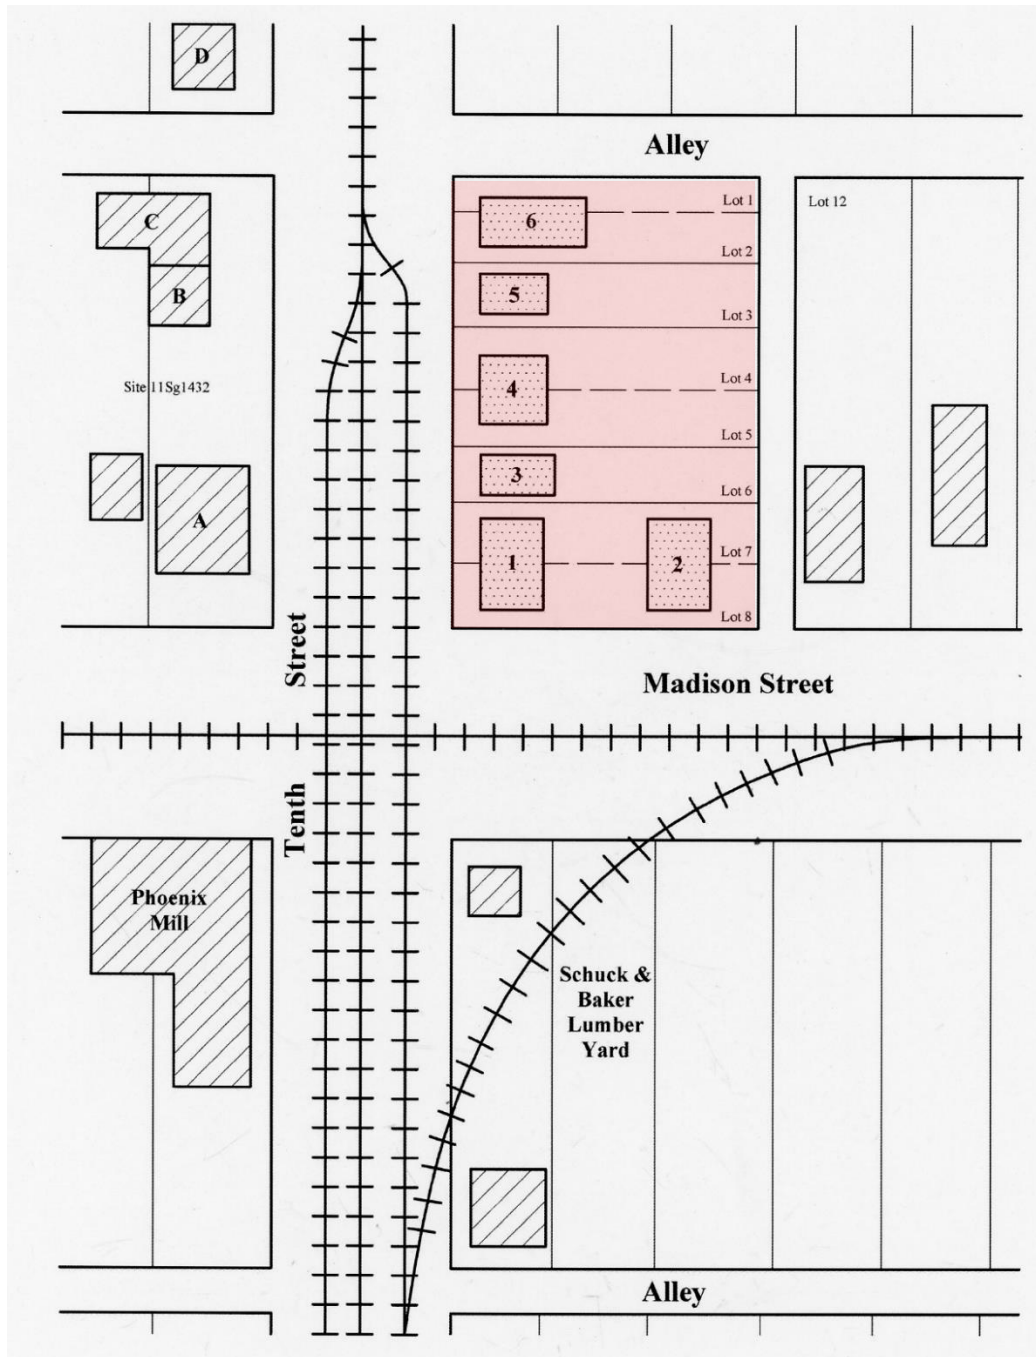 D
Alley
C
B
Site 11Sg1432
A
6
5
4
3
1
2
Lot 1
Lot 2
Lot 3
Lot 4
Lot 5
Lot 6
Lot 7
Lot 8
Lot 12
Street
Tenth
Madison Street
Phoenix
Mill
Schuck &
Baker
Lumber
Yard
Alley